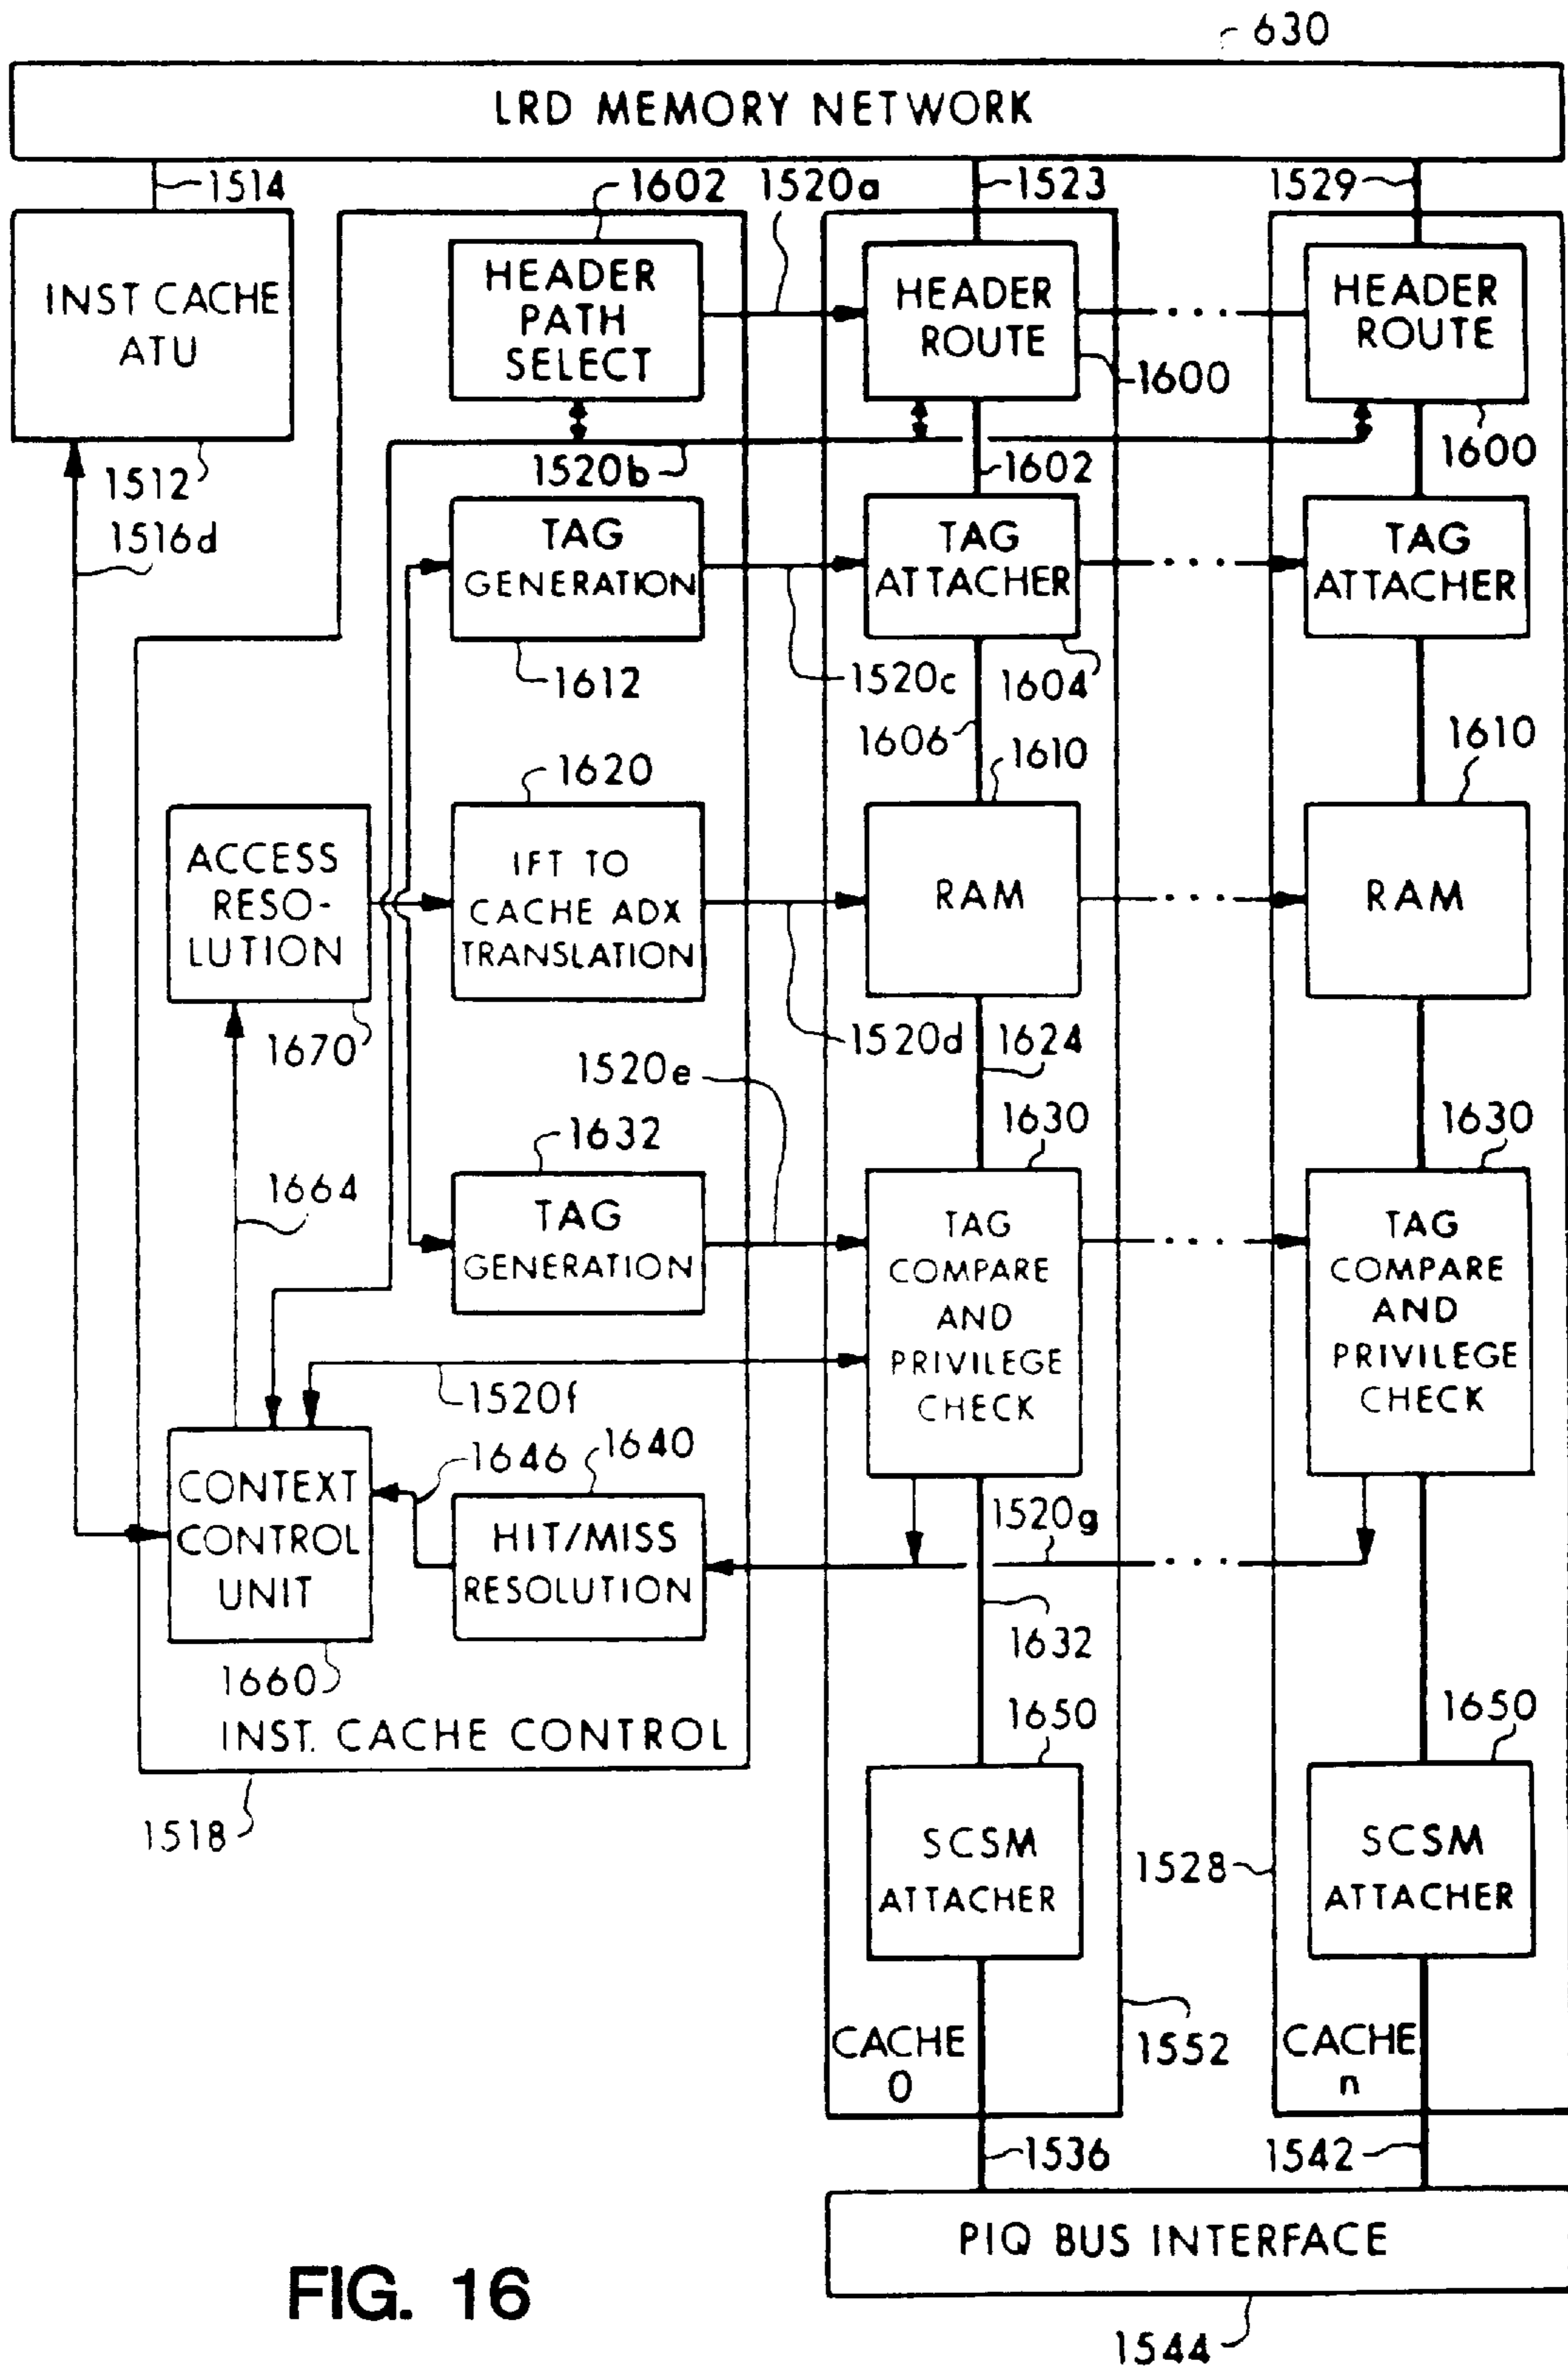 630
LRD MEMORY NETWORK
1514
1602
1520a
1523
1529
INST CACHE
ATU
HEADER
PATH
SELECT
HEADER
ROUTE
HEADER
ROUTE
1600
1600
1512
1520b
1602
1516d
TAG
GENERATION
TAG
ATTACHER
TAG
ATTACHER
1612
1520c
1604
1606
1610
1610
1620
ACCESS
RESO-
LUTION
IFT TO
CACHE ADX
TRANSLATION
RAM
RAM
1670
1520d
1624
1520e
1632
1630
1630
1664
TAG
GENERATION
TAG
COMPARE
AND
PRIVILEGE
CHECK
TAG
COMPARE
AND
PRIVILEGE
CHECK
1520f
1646
1640
CONTEXT
CONTROL
UNIT
HIT/MISS
RESOLUTION
1520g
1632
1660
INST. CACHE CONTROL
1650
1650
1518
SCSM
ATTACHER
1528
SCSM
ATTACHER
CACHE
0
1552
CACHE
n
1536
1542
PIQ BUS INTERFACE
FIG. 16
1544